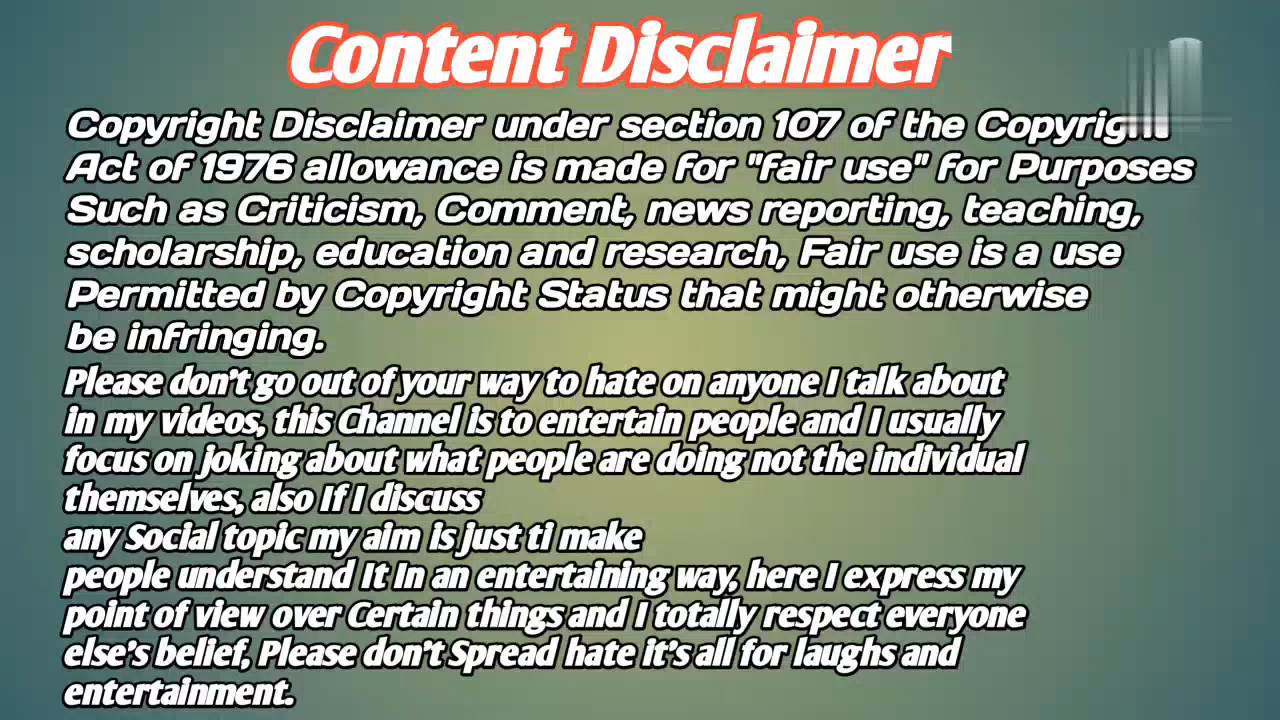 Content Disclaimer
Copyright Disclaimer under section 107 of the Copyright
Act of 1976 allowance is made for "fair use" for Purposes
Such as Criticism, Comment, news reporting, teaching,
scholarship, education and research, Fair use is a use
Permitted by Copyright Status that might otherwise
be infringing.
Please don't go out of your way to hate on anyone I talk about
in my videos, this Channel is to entertain people and I usually
focus on joking about what people are doing not the individual
themselves, also If I discuss
any Social topic my aim is just ti make
people understand It In an entertaining way, here I express my
point of view over Certain things and I totally respect everyone
else's belief, Please don't Spread hate it's all for laughs and
entertainment.